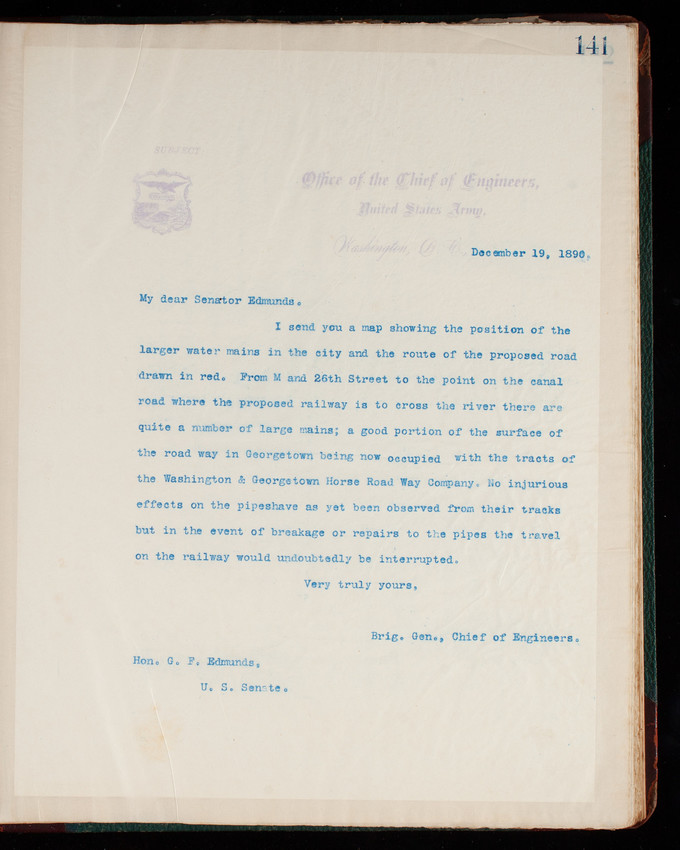 141
SUBJECT
Office of the Chief of Engineers,
United States Army,
Washington, D. C. December 19, 1890.
My dear Senator Edmunds.
I send you a map showing the position of the
larger water mains in the city and the route of the proposed road
drawn in red. From M and 26th Street to the point on the canal
road where the proposed railway is to cross the river there are
quite a number of large mains; a good portion of the surface of
the road way in Georgetown being now occupied with the tracts of
the Washington & Georgetown Horse Road Way Company. No injurious
effects on the pipeshave as yet been observed from their tracks
but in the event of breakage or repairs to the pipes the travel
on the railway would undoubtedly be interrupted.
Very truly yours,
Brig. Gen., Chief of Engineers.
Hon. G. F. Edmunds,
U. S. Senate.